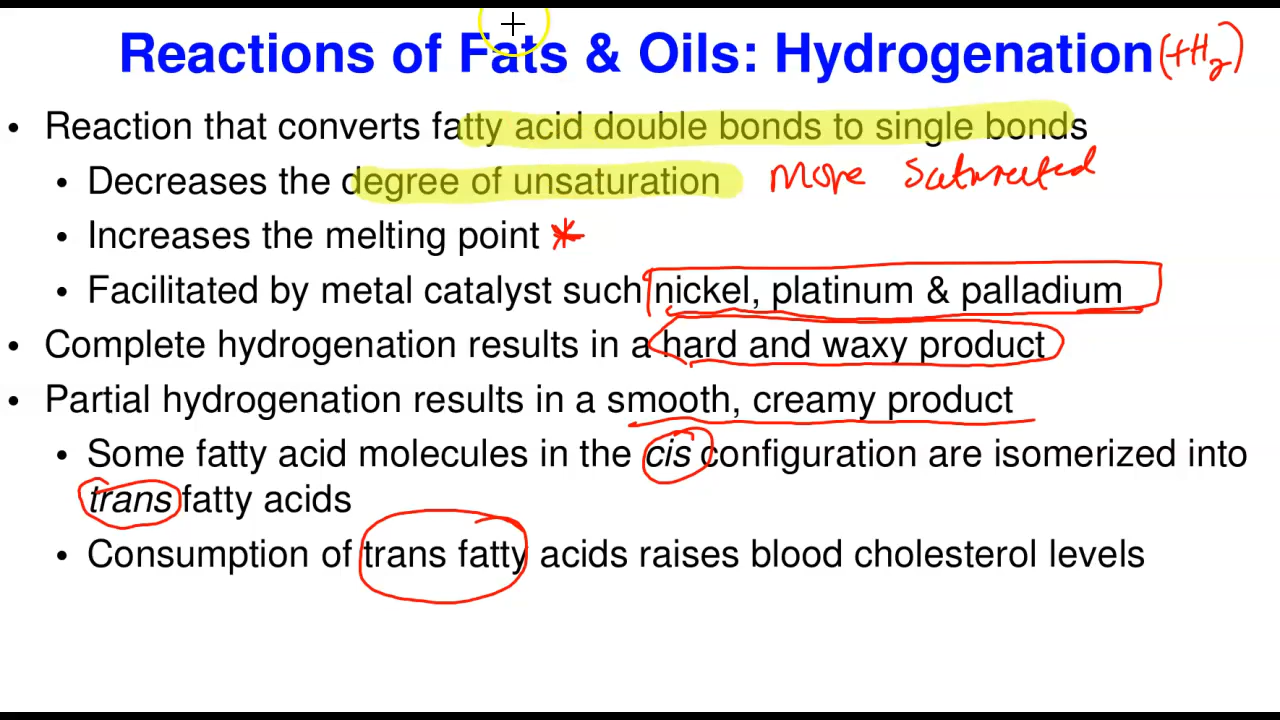 Reactions of Fats & Oils: Hydrogenation (+H₂)
• Reaction that converts fatty acid double bonds to single bonds
• Decreases the degree of unsaturation more saturated
• Increases the melting point *
• Facilitated by metal catalyst such nickel, platinum & palladium
• Complete hydrogenation results in a hard and waxy product
• Partial hydrogenation results in a smooth, creamy product
• Some fatty acid molecules in the cis configuration are isomerized into
trans fatty acids
• Consumption of trans fatty acids raises blood cholesterol levels